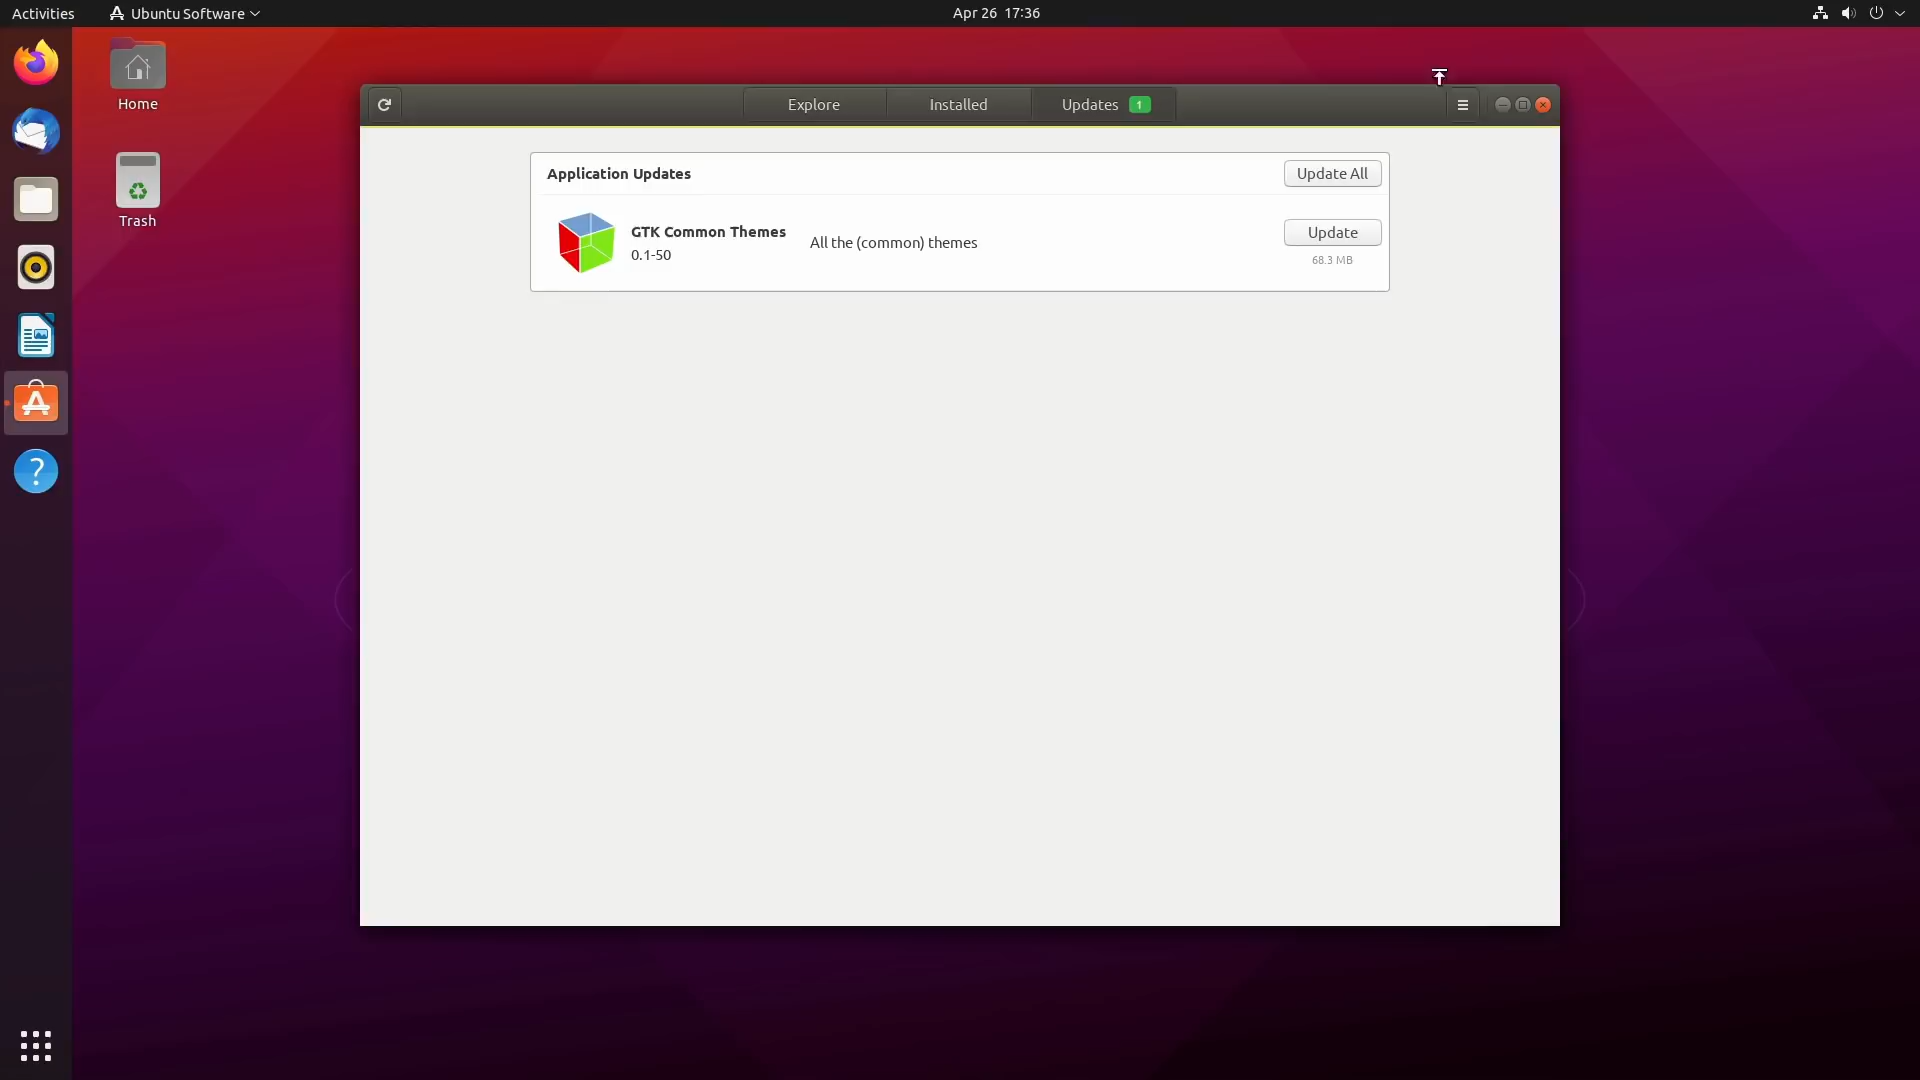 Activities
Ubuntu Software
Apr 26 17:36
Home
Trash
Explore
Installed
Updates 1
Application Updates
Update All
GTK Common Themes
0.1-50
All the (common) themes
Update
68.3 MB
?